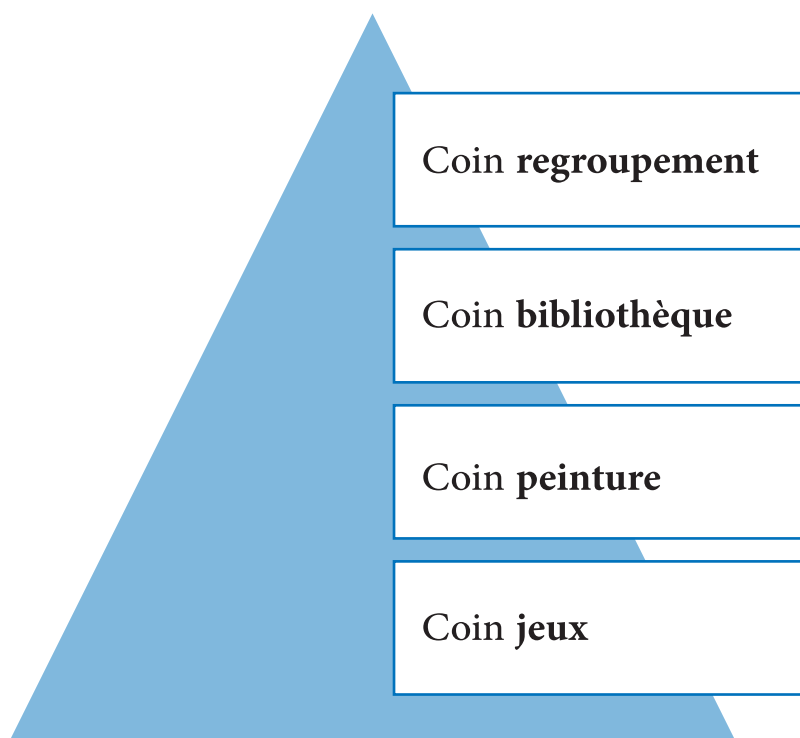 Coin regroupement
Coin bibliothèque
Coin peinture
Coin jeux